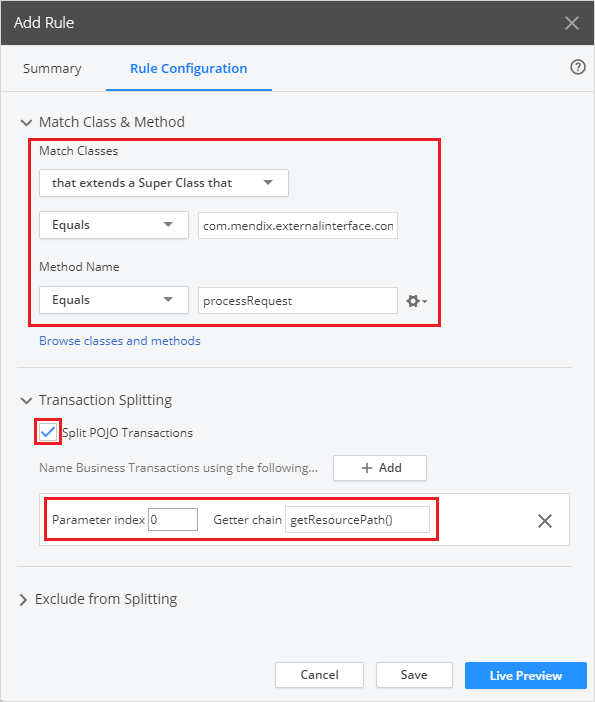 Add Rule
Summary Rule Configuration
Match Class & Method
Match Classes
that extends a Super Class that
Equals com.mendix.externalinterface.con
Method Name
Equals processRequest
Browse classes and methods
Transaction Splitting
Split POJO Transactions
Name Business Transactions using the following... + Add
Parameter index 0 Getter chain getResourcePath()
Exclude from Splitting
Cancel Save Live Preview